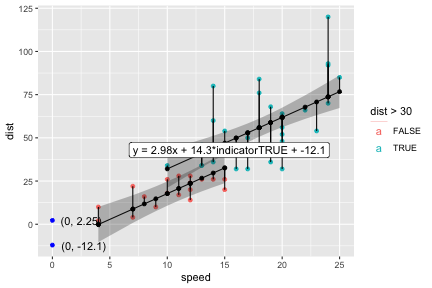 125
100
75
50
25
0
dist
y = 2.98x + 14.3*indicatorTRUE + -12.1
(0, 2.25)
(0, -12.1)
0
5
10
15
20
25
speed
dist > 30
a FALSE
a TRUE